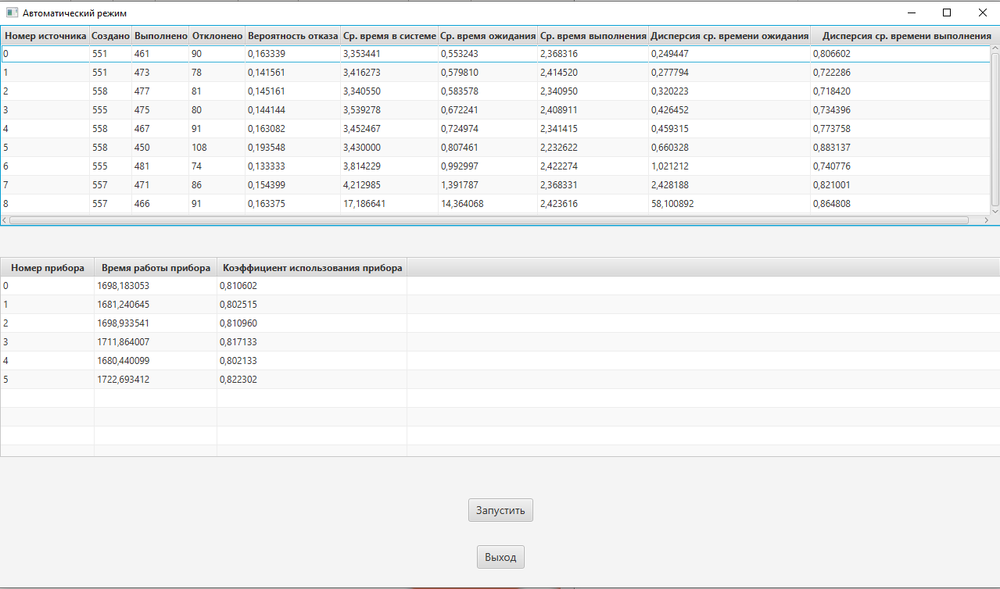 Автоматический режим
Номер источника Создано Выполнено Отклонено Вероятность отказа Ср. время в системе Ср. время ожидания Ср. время выполнения Дисперсия ср. времени ожидания Дисперсия ср. времени выполнения
0 551 461 90 0,163339 3,353441 0,553243 2,368316 0,249447 0,806602
1 551 473 78 0,141561 3,416273 0,579810 2,414520 0,277794 0,722286
2 558 477 81 0,145161 3,340550 0,583578 2,340950 0,320223 0,718420
3 555 475 80 0,144144 3,539278 0,672241 2,408911 0,426452 0,734396
4 558 467 91 0,163082 3,452467 0,724974 2,341415 0,459315 0,773758
5 558 450 108 0,193548 3,430000 0,807461 2,232622 0,660328 0,883137
6 555 481 74 0,133333 3,814229 0,992997 2,422274 1,021212 0,740776
7 557 471 86 0,154399 4,212985 1,391787 2,368331 2,428188 0,821001
8 557 466 91 0,163375 17,186641 14,364068 2,423616 58,100892 0,864808
Номер прибора Время работы прибора Коэффициент использования прибора
0 1698,183053 0,810602
1 1681,240645 0,802515
2 1698,933541 0,810960
3 1711,864007 0,817133
4 1680,440099 0,802133
5 1722,693412 0,822302
Запустить
Выход